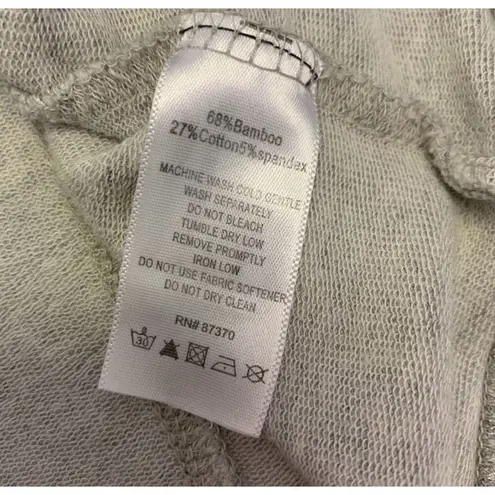 68%Bamboo
27%Cotton5%spandex
MACHINE WASH COLD GENTLE
WASH SEPARATELY
DO NOT BLEACH
TUMBLE DRY LOW
REMOVE PROMPTLY
IRON LOW
DO NOT USE FABRIC SOFTENER
DO NOT DRY CLEAN
RN# 87370
30